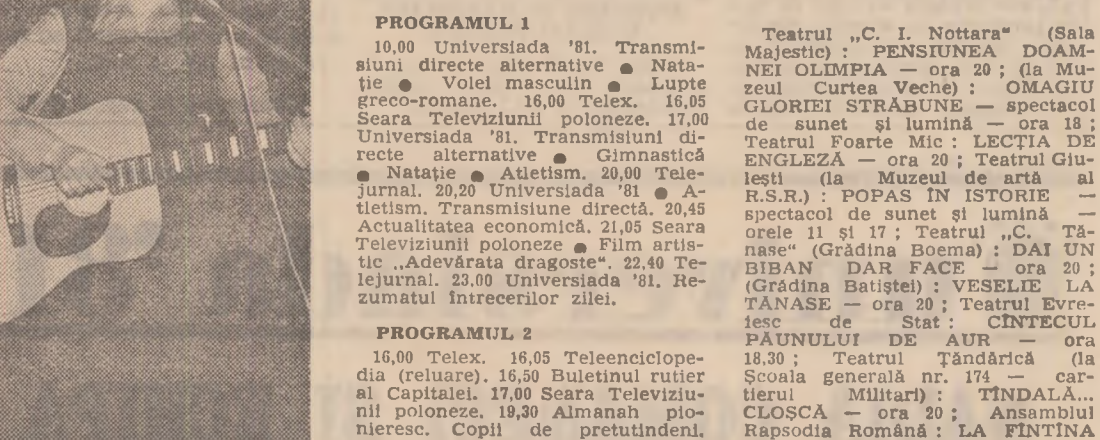 PROGRAMUL 1
10,00 Universiada '81. Transmi-
siuni directe alternative ● Nata-
ție ● Volei masculin ● Lupte
greco-romane. 16,00 Telex. 16,05
Seara Televiziunii poloneze. 17,00
Universiada '81. Transmisiuni di-
recte alternative ● Gimnastică
● Natație ● Atletism. 20,00 Tele-
jurnal. 20,20 Universiada '81 ● A-
tletism. Transmisiune directă. 20,45
Actualitatea economică. 21,05 Seara
Televiziunii poloneze ● Film artis-
tic „Adevărata dragoste“. 22,40 Te-
lejurnal. 23,00 Universiada '81. Re-
zumatul întrecerilor zilei.
PROGRAMUL 2
16,00 Telex. 16,05 Teleenciclope-
dia (reluare). 16,50 Buletinul rutier
al Capitalei. 17,00 Seara Televiziu-
nii poloneze. 19,30 Almanah pio-
nieresc. Copii de pretutindeni.
Teatrul „C. I. Nottara“ (Sala
Majestic) : PENSIUNEA DOAM-
NEI OLIMPIA — ora 20 ; (la Mu-
zeul Curtea Veche) : OMAGIU
GLORIEI STRĂBUNE — spectacol
de sunet și lumină — ora 18 ;
Teatrul Foarte Mic : LECȚIA DE
ENGLEZĂ — ora 20 ; Teatrul Giu-
lești (la Muzeul de artă al
R.S.R.) : POPAS ÎN ISTORIE —
spectacol de sunet și lumină —
orele 11 și 17 ; Teatrul „C. Tă-
nase“ (Grădina Boema) : DAI UN
BIBAN DAR FACE — ora 20 ;
(Grădina Batiștei) : VESELIE LA
TĂNASE — ora 20 ; Teatrul Evre-
iesc de Stat : CÎNTECUL
PĂUNULUI DE AUR — ora
18,30 ; Teatrul Țăndărică (la
Școala generală nr. 174 — car-
tierul Militari) : TÎNDALĂ...
CLOȘCĂ — ora 20 ; Ansamblul
Rapsodia Română : LA FÎNTÎNA